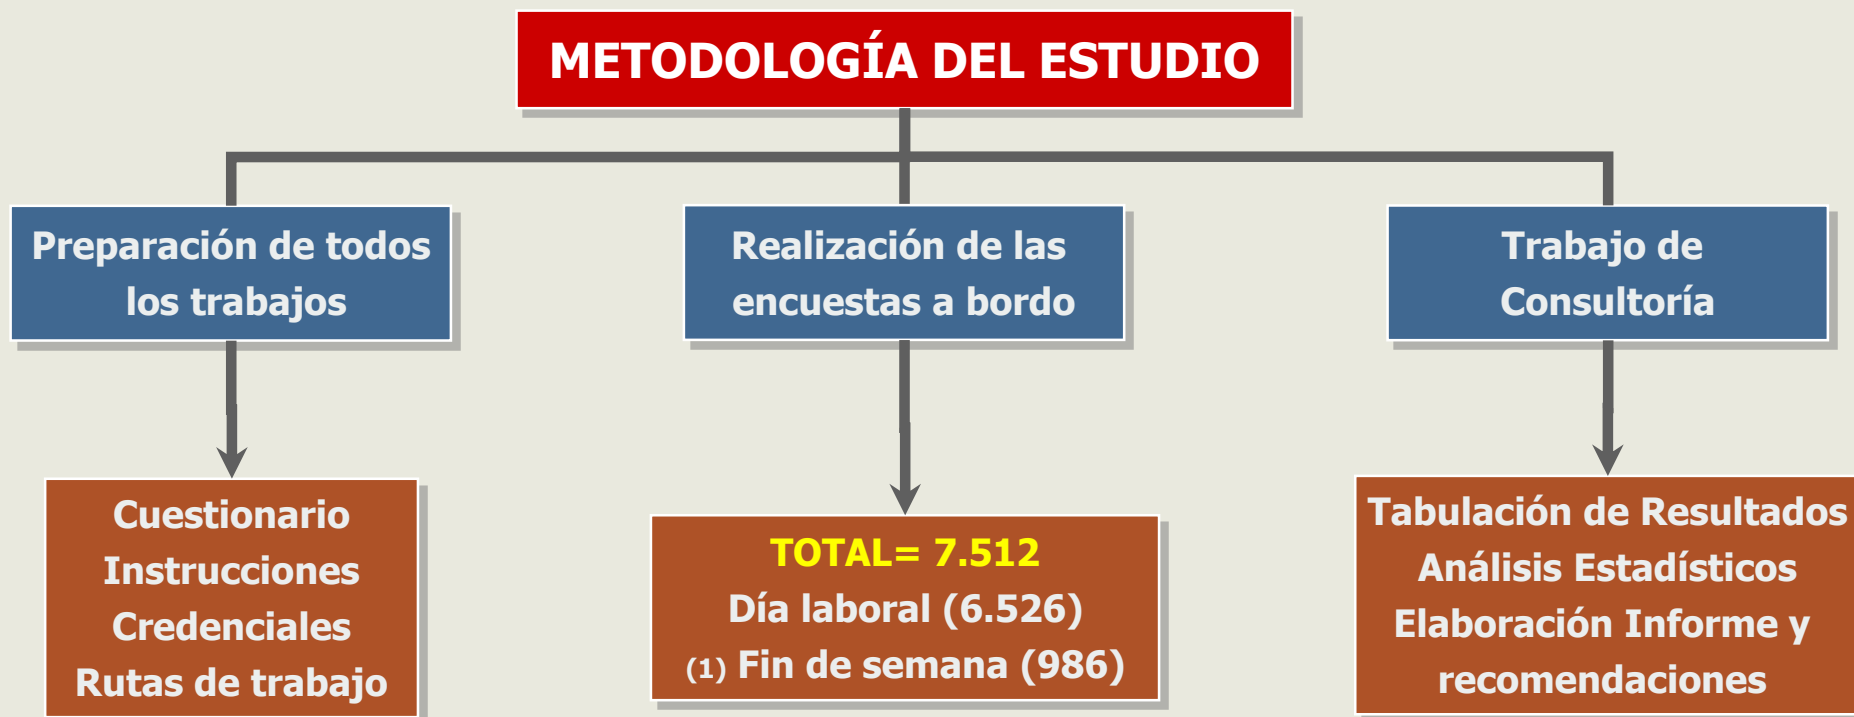 METODOLOGÍA DEL ESTUDIO
Preparación de todos
los trabajos
Realización de las
encuestas a bordo
Trabajo de
Consultoría
Cuestionario
Instrucciones
Credenciales
Rutas de trabajo
TOTAL= 7.512
Día laboral (6.526)
(1) Fin de semana (986)
Tabulación de Resultados
Análisis Estadísticos
Elaboración Informe y
recomendaciones